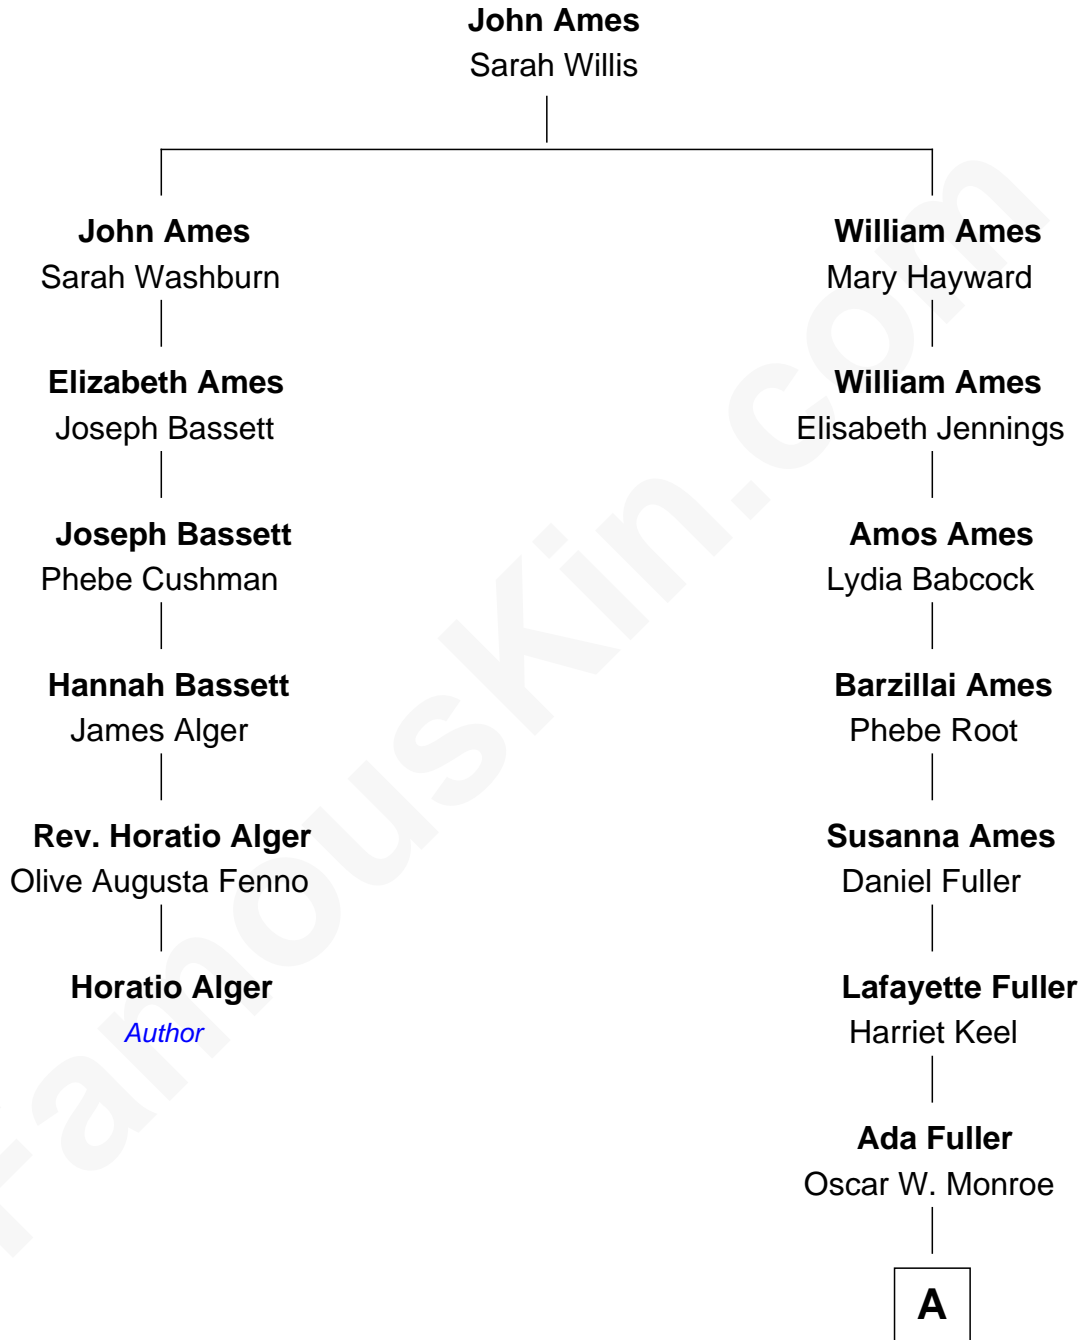 John Ames
Sarah Willis
John Ames
Sarah Washburn
Elizabeth Ames
Joseph Bassett
Joseph Bassett
Phebe Cushman
Hannah Bassett
James Alger
Rev. Horatio Alger
Olive Augusta Fenno
Horatio Alger
Author
William Ames
Mary Hayward
William Ames
Elisabeth Jennings
Amos Ames
Lydia Babcock
Barzillai Ames
Phebe Root
Susanna Ames
Daniel Fuller
Lafayette Fuller
Harriet Keel
Ada Fuller
Oscar W. Monroe
A
FamousKin.com